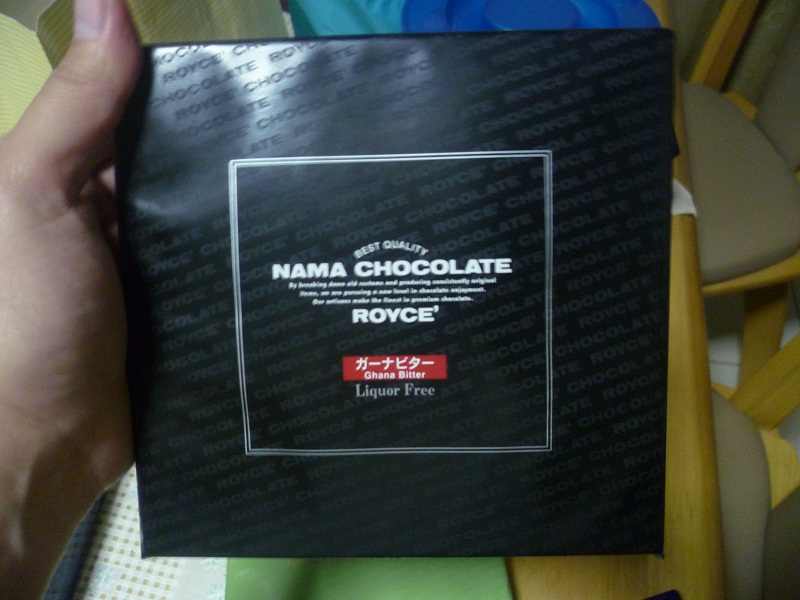 BEST QUALITY
NAMA CHOCOLATE
By breaking down old customs and producing consistently original
items, we are pursuing a new level in chocolate enjoyment.
Our artisans make the finest in premium chocolate.
ROYCE'
ガーナビター
Ghana Bitter
Liquor Free